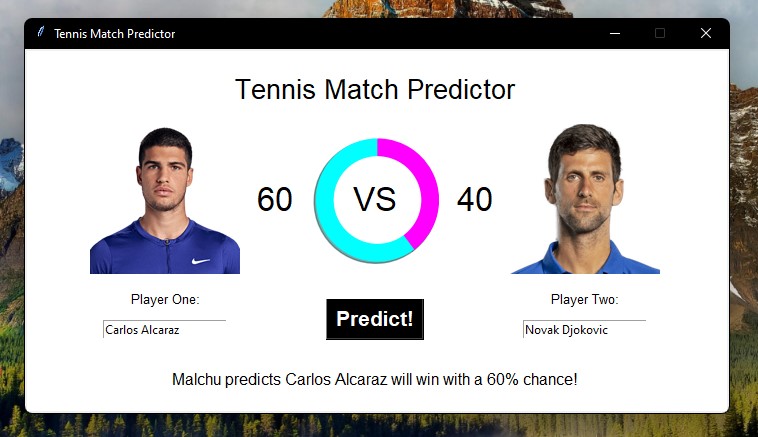 Tennis Match Predictor
Tennis Match Predictor
60 VS 40
Player One: Player Two:
Carlos Alcaraz Novak Djokovic
Predict!
Malchu predicts Carlos Alcaraz will win with a 60% chance!